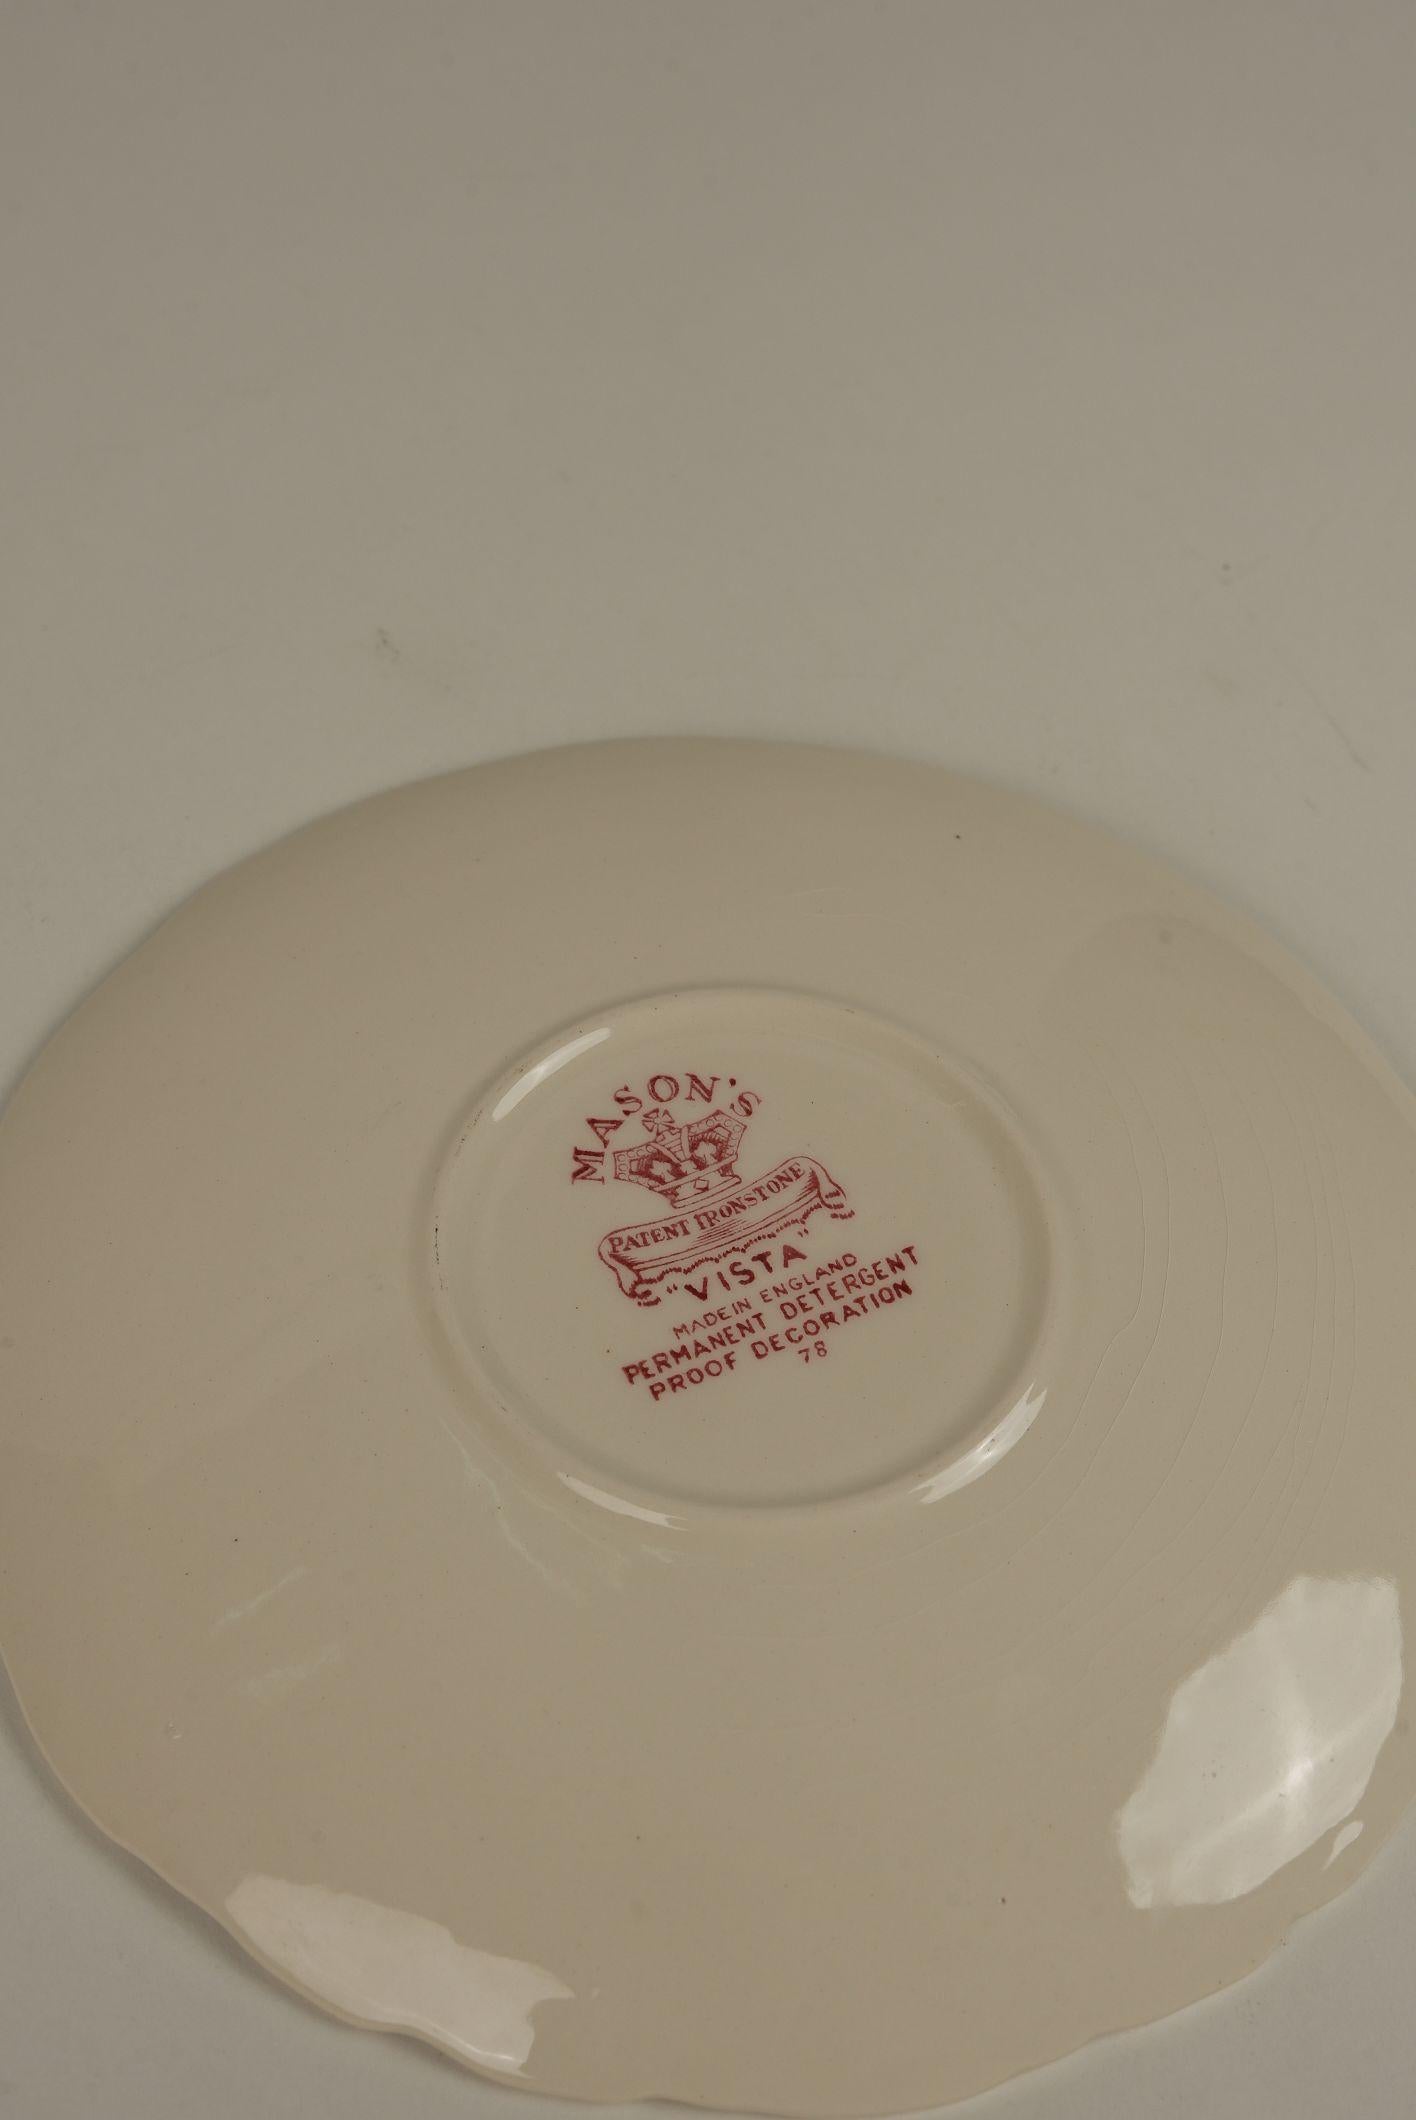 MASON'S
PATENT IRONSTONE
"VISTA"
MADE IN ENGLAND
PERMANENT DETERGENT
PROOF DECORATION
78